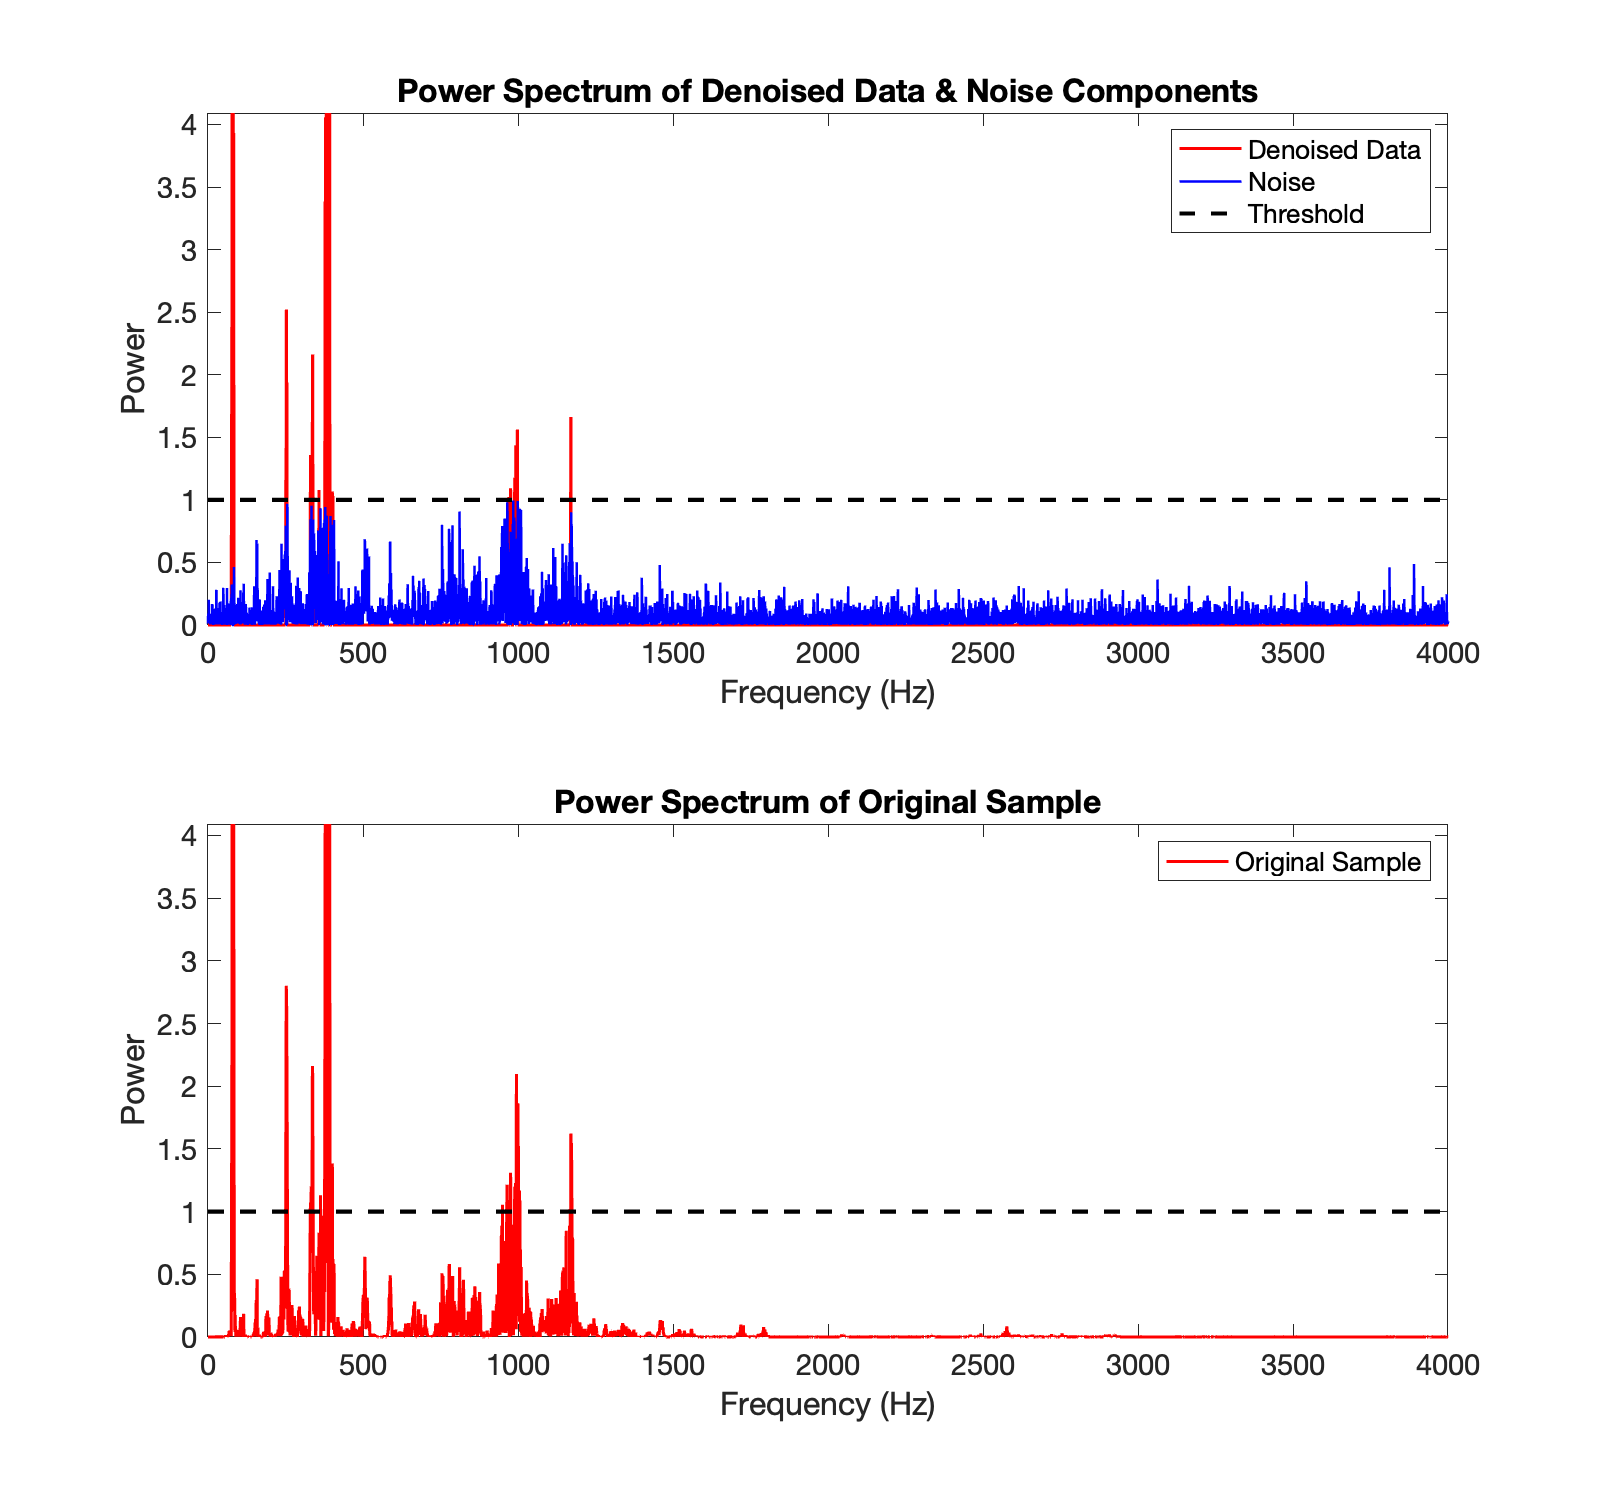 Power Spectrum of Denoised Data & Noise Components
4
3.5
3
2.5
2
1.5
1
0.5
0
Power
Denoised Data
Noise
Threshold
0 500 1000 1500 2000 2500 3000 3500 4000
Frequency (Hz)
Power Spectrum of Original Sample
4
3.5
3
2.5
2
1.5
1
0.5
0
Power
Original Sample
0 500 1000 1500 2000 2500 3000 3500 4000
Frequency (Hz)